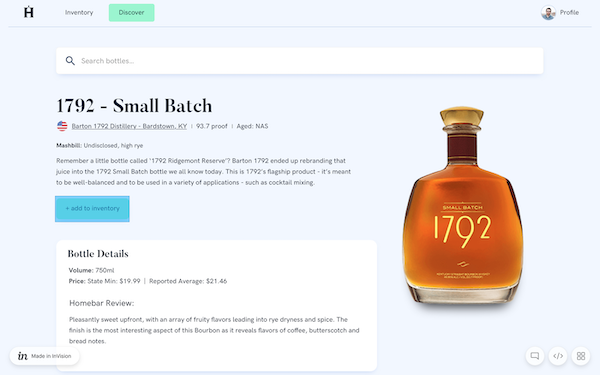 H
Inventory
Discover
Profile
Search bottles...
1792 - Small Batch
Barton 1792 Distillery - Bardstown, KY | 93.7 proof | Aged: NAS
Mashbill: Undisclosed, high rye
Remember a little bottle called '1792 Ridgemont Reserve'? Barton 1792 ended up rebranding that
juice into the 1792 Small Batch bottle we all know today. This is 1792's flagship product - it's meant
to be well-balanced and to be used in a variety of applications - such as cocktail mixing.
+ add to inventory
SMALL BATCH
1792
Bottle Details
Volume: 750ml
Price: State Min: $19.99 | Reported Average: $21.46
Homebar Review:
Pleasantly sweet upfront, with an array of fruity flavors leading into rye dryness and spice. The
finish is the most interesting aspect of this Bourbon as it reveals flavors of coffee, butterscotch and
bread notes.
in Made in InVision